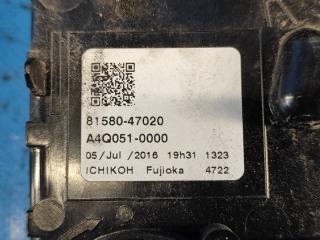 81580-47020
A4Q051-0000
05/Jul /2016 19h31 1323
ICHIKOH Fujioka 4722